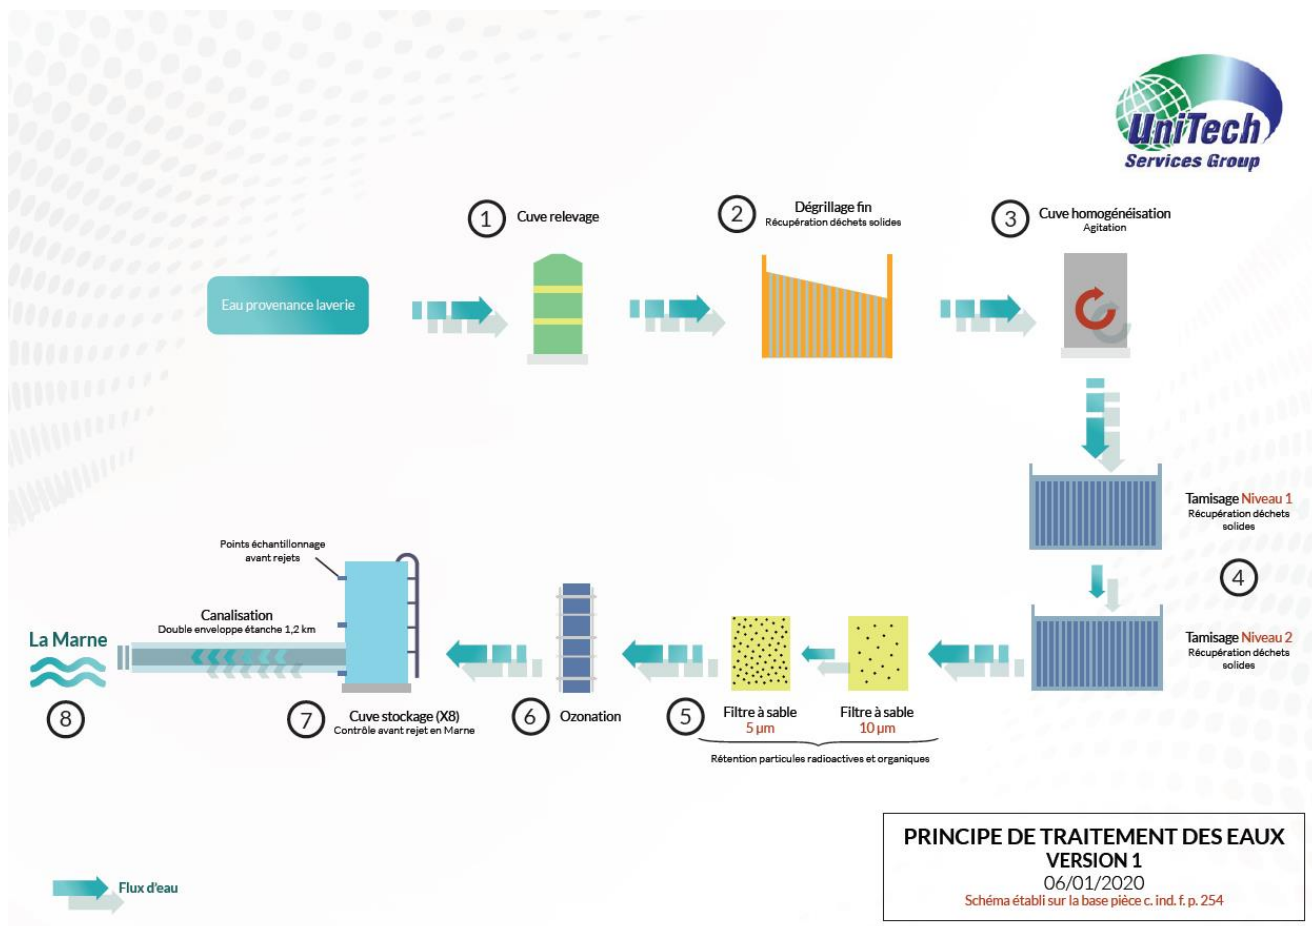 UniTech
Services Group
1
Cuve relevage
2
Dégrillage fin
Récupération déchets solides
3
Cuve homogénéisation
Agitation
Eau provenance laverie
Tamisage Niveau 1
Récupération déchets
solides
4
Tamisage Niveau 2
Récupération déchets
solides
Points échantillonnage
avant rejets
Canalisation
Double enveloppe étanche 1,2 km
La Marne
8
7
Cuve stockage (X8)
Contrôle avant rejet en Marne
6
Ozonation
5
Filtre à sable
5 µm
Filtre à sable
10 µm
Rétention particules radioactives et organiques
PRINCIPE DE TRAITEMENT DES EAUX
VERSION 1
06/01/2020
Schéma établi sur la base pièce c. ind. f. p. 254
Flux d'eau